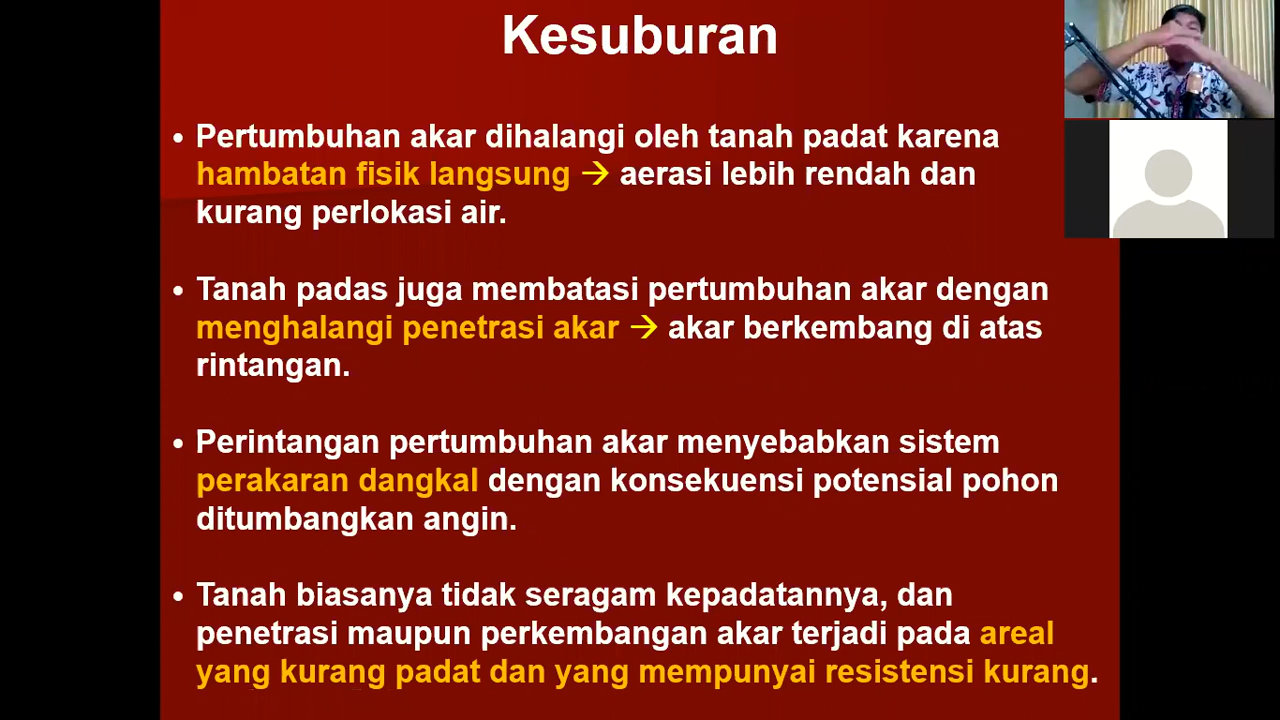 Kesuburan
• Pertumbuhan akar dihalangi oleh tanah padat karena
hambatan fisik langsung → aerasi lebih rendah dan
kurang perlokasi air.
• Tanah padas juga membatasi pertumbuhan akar dengan
menghalangi penetrasi akar → akar berkembang di atas
rintangan.
• Perintangan pertumbuhan akar menyebabkan sistem
perakaran dangkal dengan konsekuensi potensial pohon
ditumbangkan angin.
• Tanah biasanya tidak seragam kepadatannya, dan
penetrasi maupun perkembangan akar terjadi pada areal
yang kurang padat dan yang mempunyai resistensi kurang.